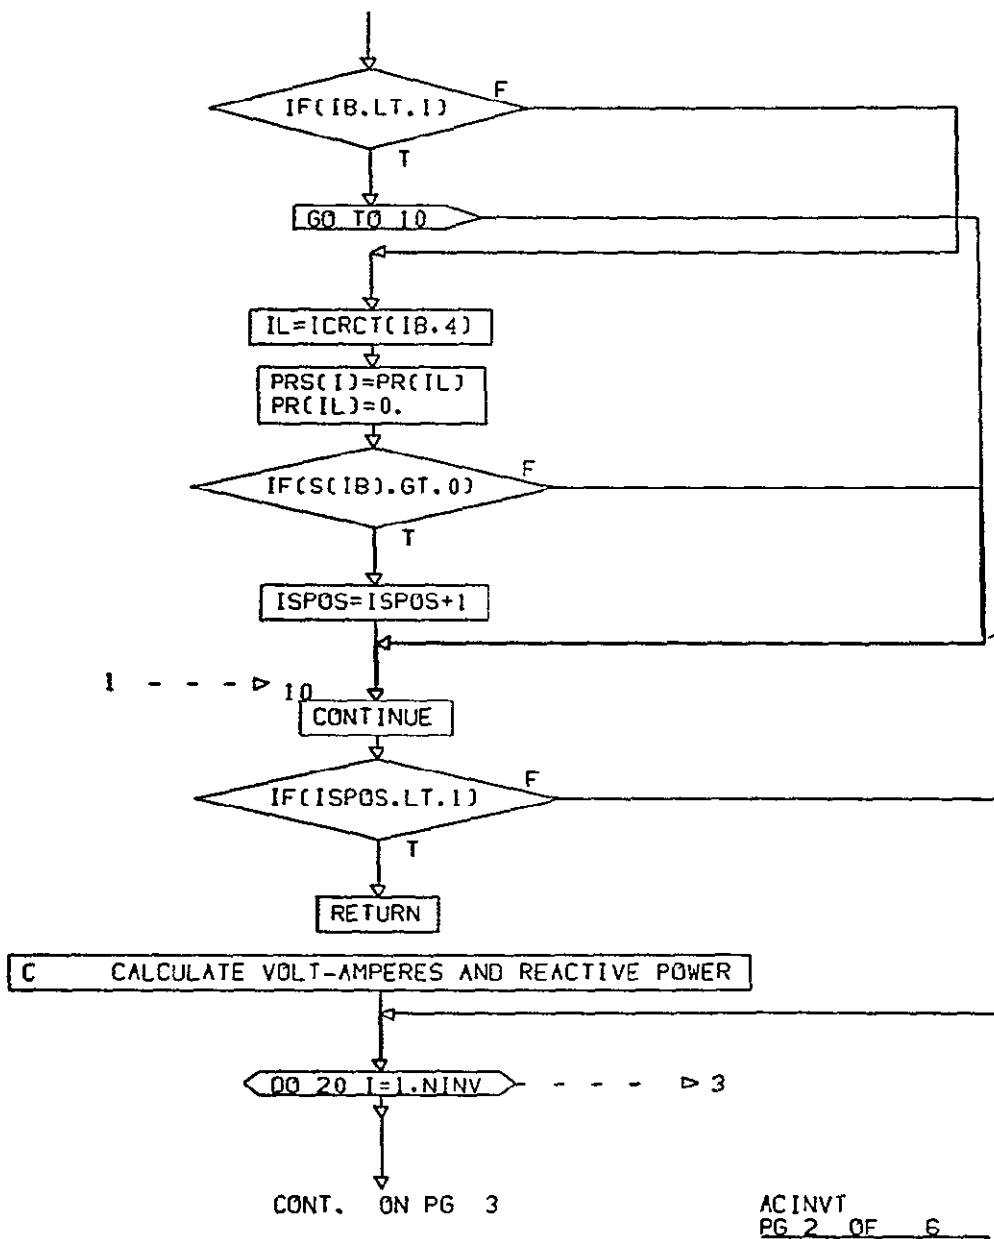 F
IF(IB.LT.1)
T
GO TO 10
IL=ICRCT(IB.4)
PRS(I)=PR(IL)
PR(IL)=0.
F
IF(S(IB).GT.0)
T
ISPOS=ISPOS+1
1
10
CONTINUE
F
IF(ISPOS.LT.1)
T
RETURN
C CALCULATE VOLT-AMPERES AND REACTIVE POWER
DO 20 I=1.NINV
3
CONT. ON PG 3
ACINVT
PG 2 OF 6